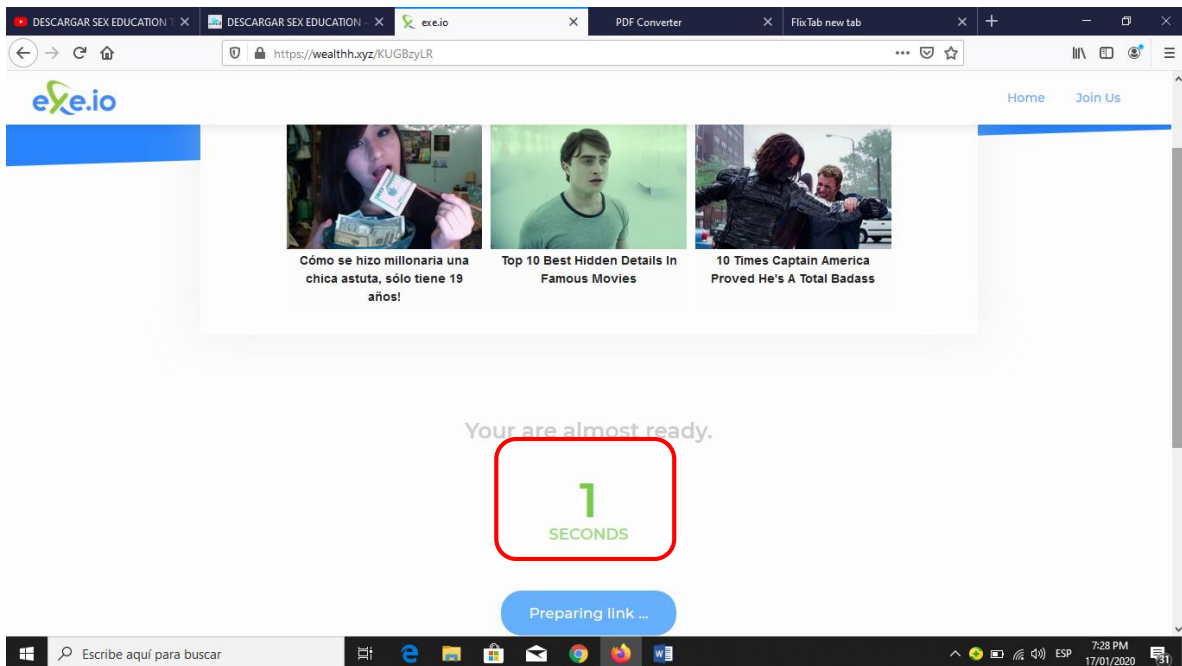 DESCARGAR SEX EDUCATION T
DESCARGAR SEX EDUCATION -
exe.io
PDF Converter
FlixTab new tab
https://wealthh.xyz/KUGBzyLR
exe.io
Home
Join Us
Cómo se hizo millonaria una
chica astuta, sólo tiene 19
años!
Top 10 Best Hidden Details In
Famous Movies
10 Times Captain America
Proved He's A Total Badass
Your are almost ready.
1
SECONDS
Preparing link ...
Escribe aquí para buscar
ESP
7:28 PM
17/01/2020
31